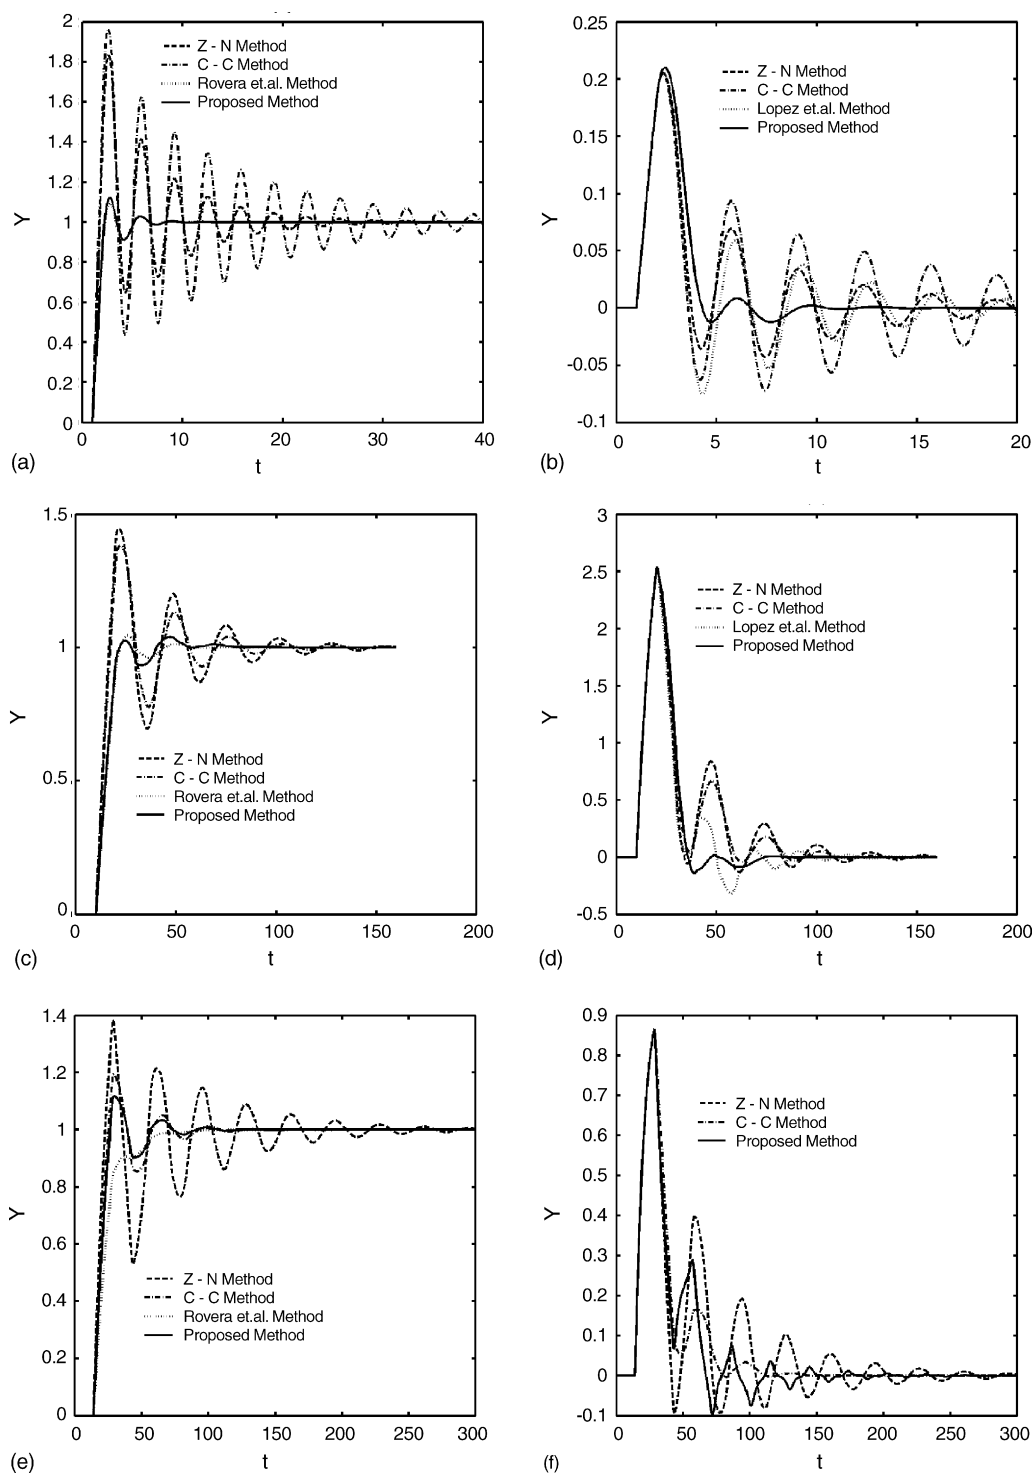 2
1.8
1.6
1.4
1.2
1
0.8
0.6
0.4
0.2
0
Y
Z - N Method
C - C Method
Rovera et.al. Method
Proposed Method
0 10 20 30 40
t
(a)
0.25
0.2
0.15
0.1
0.05
0
-0.05
-0.1
Y
Z - N Method
C - C Method
Lopez et.al. Method
Proposed Method
0 5 10 15 20
t
(b)
1.5
1
0.5
0
Y
Z - N Method
C - C Method
Rovera et.al. Method
Proposed Method
0 50 100 150 200
t
(c)
3
2.5
2
1.5
1
0.5
0
-0.5
Y
Z - N Method
C - C Method
Lopez et.al. Method
Proposed Method
0 50 100 150 200
t
(d)
1.4
1.2
1
0.8
0.6
0.4
0.2
0
Y
Z - N Method
C - C Method
Rovera et.al. Method
Proposed Method
0 50 100 150 200 250 300
t
(e)
0.9
0.8
0.7
0.6
0.5
0.4
0.3
0.2
0.1
0
-0.1
Y
Z - N Method
C - C Method
Proposed Method
0 50 100 150 200 250 300
t
(f)